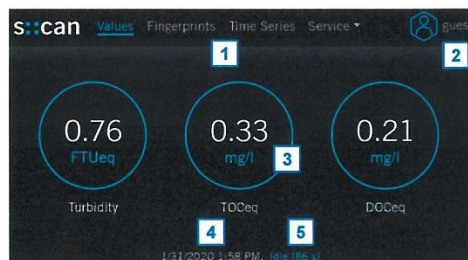 s::can Values Fingerprints Time Series Service gues
1 2
0.76 0.33 0.21
FTUeq mg/l mg/l
3
Turbidity TOCeq DOCeq
4 5
1/31/2020 1:58 PM, Idle (86 s)